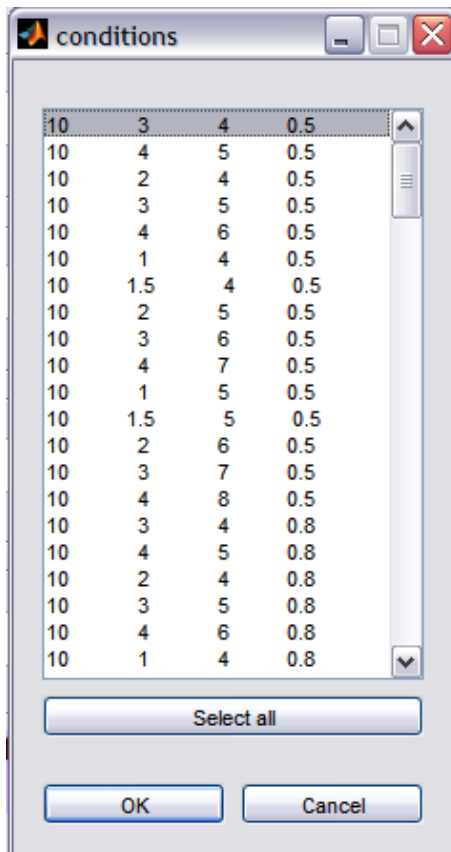 conditions
10 3 4 0.5
10 4 5 0.5
10 2 4 0.5
10 3 5 0.5
10 4 6 0.5
10 1 4 0.5
10 1.5 4 0.5
10 2 5 0.5
10 3 6 0.5
10 4 7 0.5
10 1 5 0.5
10 1.5 5 0.5
10 2 6 0.5
10 3 7 0.5
10 4 8 0.5
10 3 4 0.8
10 4 5 0.8
10 2 4 0.8
10 3 5 0.8
10 4 6 0.8
10 1 4 0.8
Select all
OK Cancel